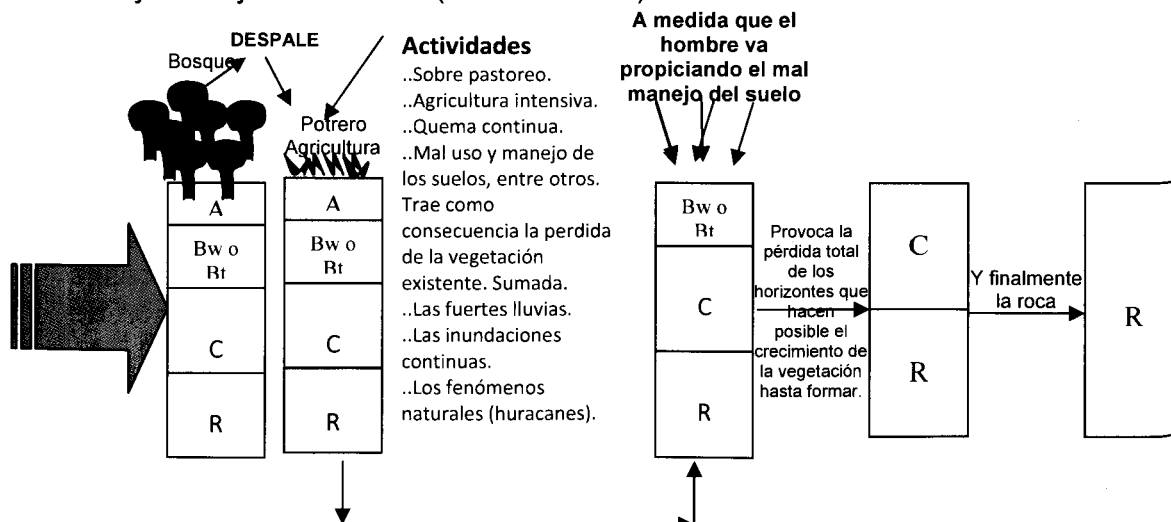 DESPALE
Bosque
Potrero
Agricultura
A
Bw o
Bt
C
R
A
Bw o
Bt
C
R
Actividades
..Sobre pastoreo.
..Agricultura intensiva.
..Quema continua.
..Mal uso y manejo de
los suelos, entre otros.
Trae como
consecuencia la perdida
de la vegetación
existente. Sumada.
..Las fuertes lluvias.
..Las inundaciones
continuas.
..Los fenómenos
naturales (huracanes).
A medida que el
hombre va
propiciando el mal
manejo del suelo
Bw o
Bt
C
R
Provoca la
pérdida total
de los
horizontes que
hacen
posible el
crecimiento de
la vegetación
hasta formar.
C
R
Y finalmente
la roca
R